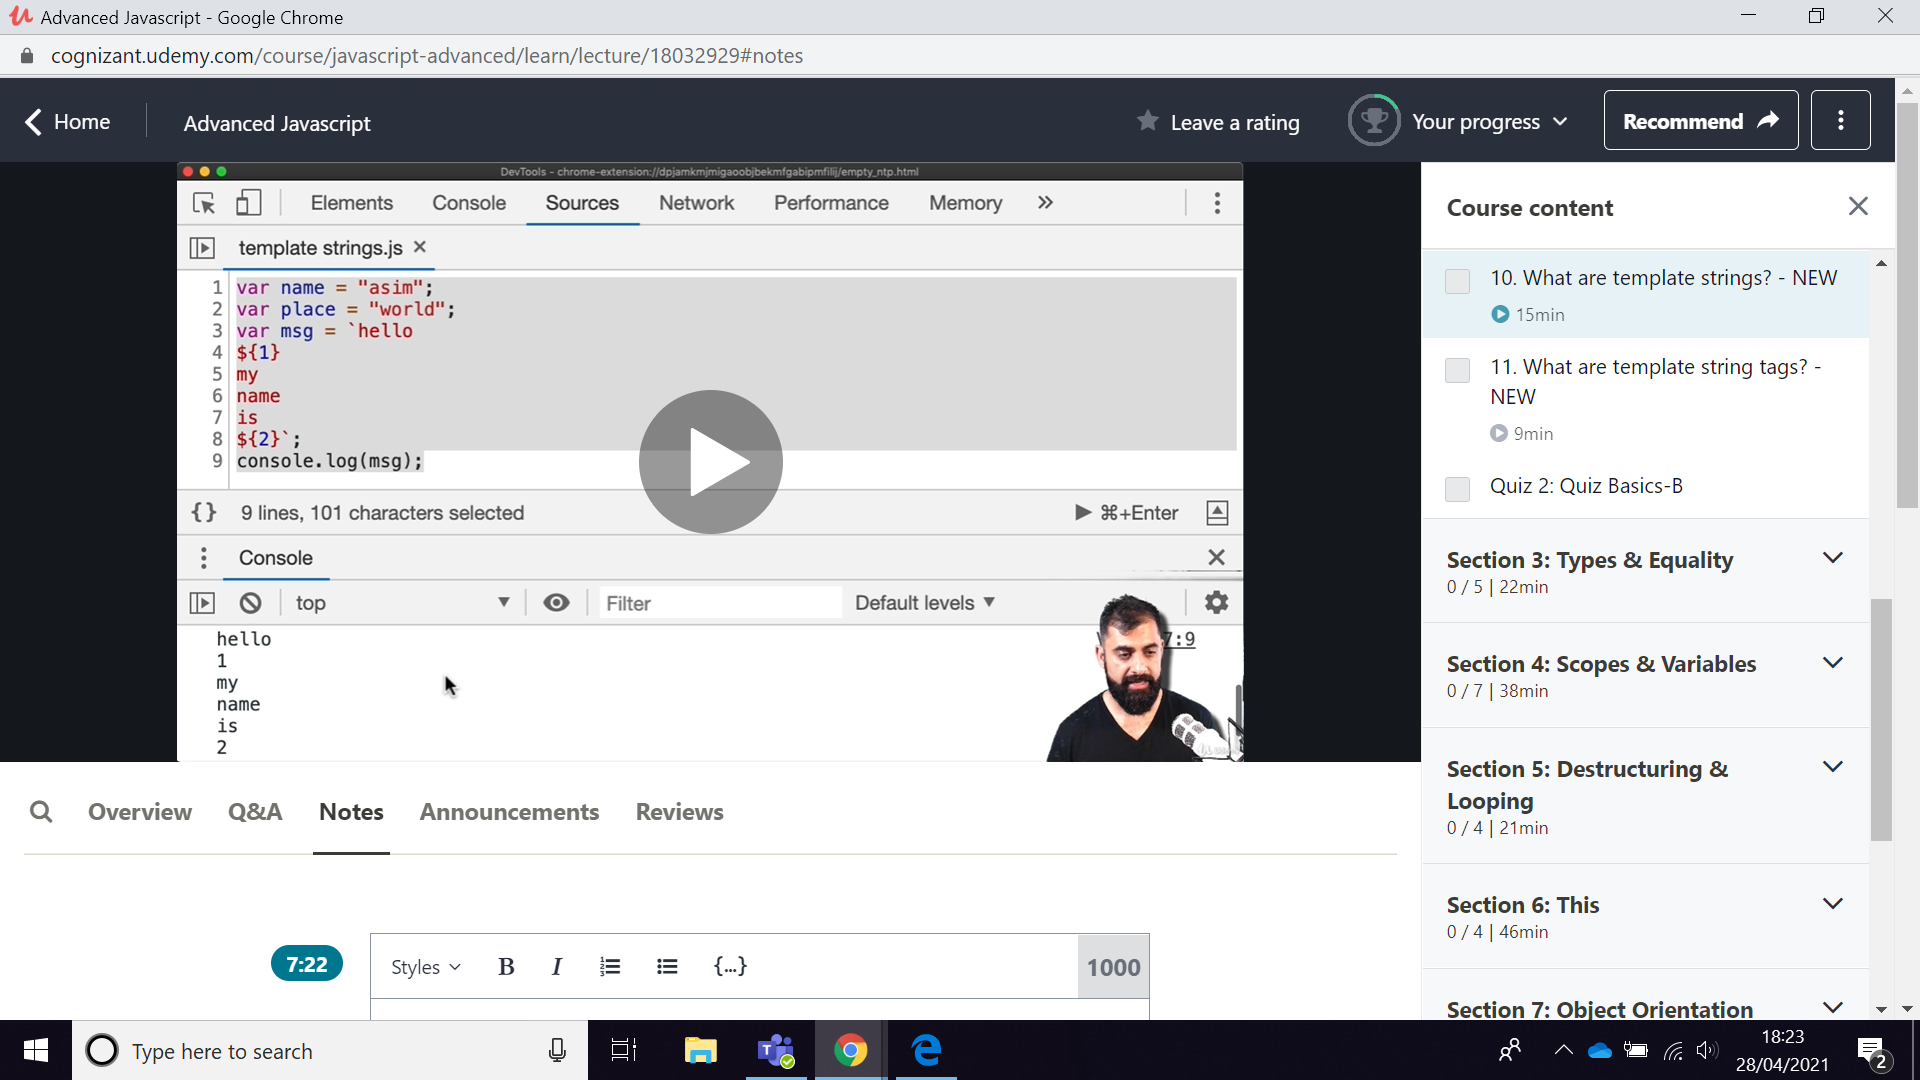 Advanced Javascript - Google Chrome
cognizant.udemy.com/course/javascript-advanced/learn/lecture/18032929#notes
Home
Advanced Javascript
Leave a rating
Your progress
Recommend
DevTools - chrome-extension://dpjamkmjmigaoobjbekmfgabipmfilij/empty_ntp.html
Elements Console Sources Network Performance Memory »
template strings.js ×
1 var name = "asim";
2 var place = "world";
3 var msg = `hello
4 ${1}
5 my
6 name
7 is
8 ${2}`;
9 console.log(msg);
{} 9 lines, 101 characters selected
⌘+Enter
Console
top
Filter
Default levels
hello
7:9
1
my
name
is
2
Course content
10. What are template strings? - NEW
15min
11. What are template string tags? -
NEW
9min
Quiz 2: Quiz Basics-B
Section 3: Types & Equality
0 / 5 | 22min
Section 4: Scopes & Variables
0 / 7 | 38min
Section 5: Destructuring &
Looping
0 / 4 | 21min
Section 6: This
0 / 4 | 46min
Section 7: Object Orientation
Overview Q&A Notes Announcements Reviews
7:22
Styles B I {...} 1000
Type here to search
18:23
28/04/2021
2